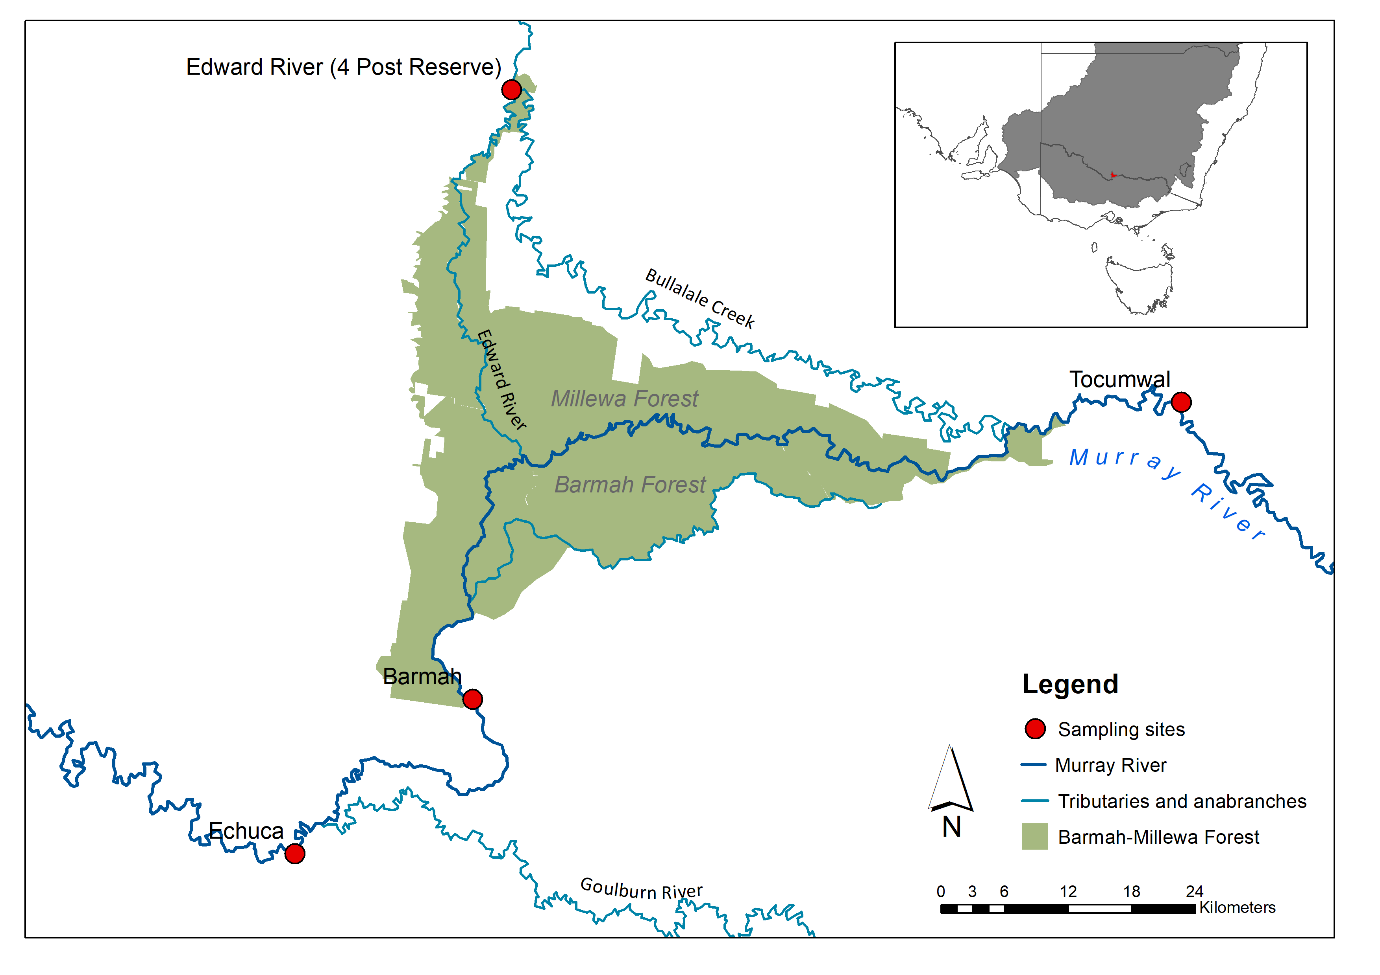 Edward River (4 Post Reserve)
Bullalale Creek
Edward River
Tocumwal
Millewa Forest
Murray River
Barmah Forest
Barmah
Legend
Sampling sites
Murray River
Tributaries and anabranches
Barmah-Millewa Forest
N
Echuca
Goulburn River
0 3 6 12 18 24
Kilometers